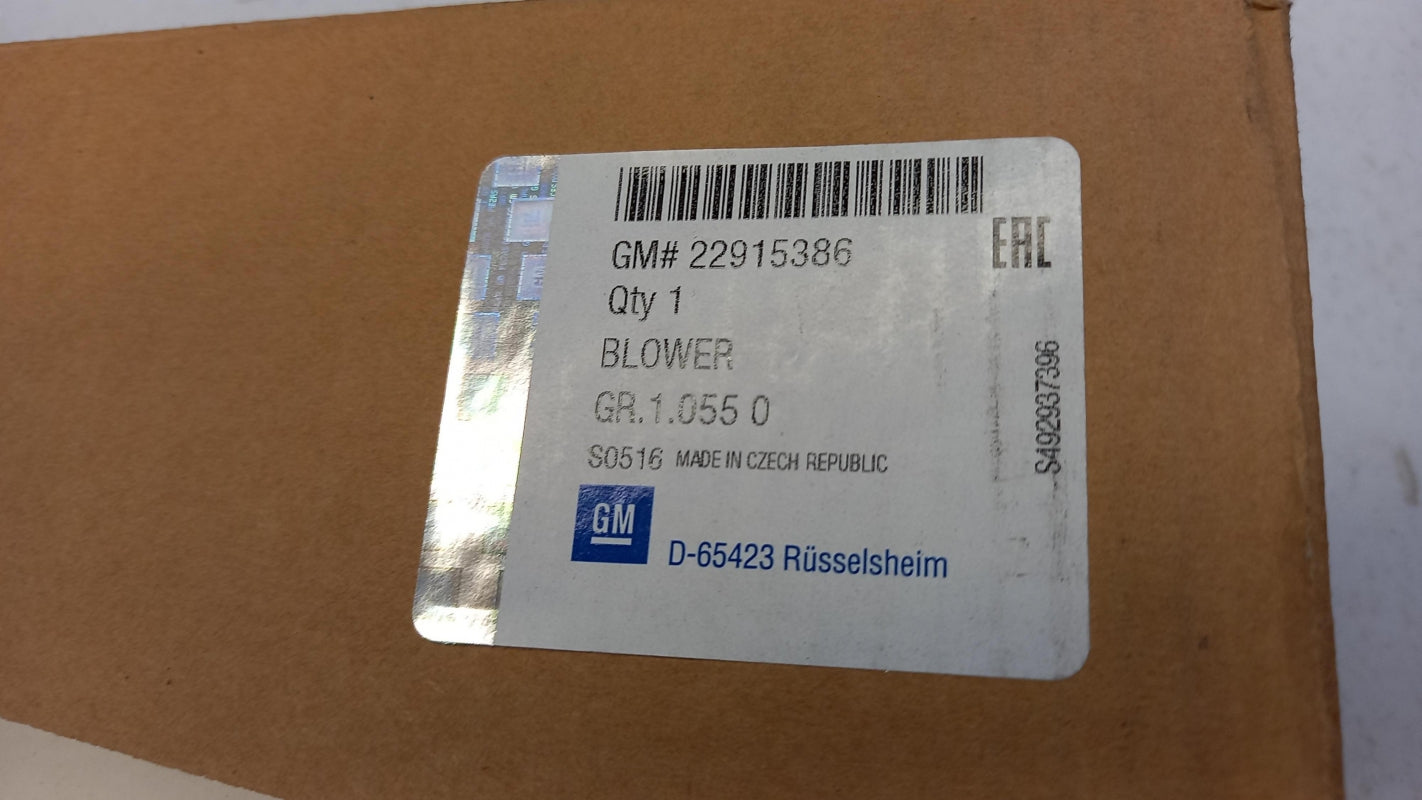 GM# 22915386
EAC
Qty 1
BLOWER
GR.1.055 0
S0516 MADE IN CZECH REPUBLIC
S492937396
GM
D-65423 Rüsselsheim